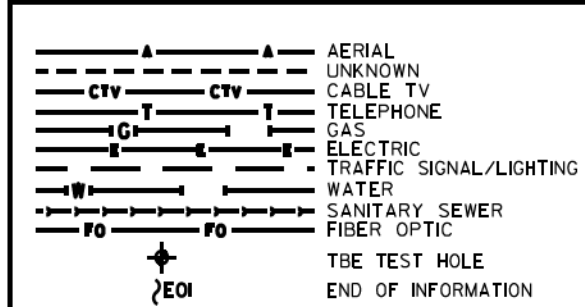 A A AERIAL
UNKNOWN
CTV CTV CABLE TV
T T TELEPHONE
G GAS
E E E ELECTRIC
TRAFFIC SIGNAL/LIGHTING
W WATER
SANITARY SEWER
FO FO FIBER OPTIC
TBE TEST HOLE
EOI END OF INFORMATION